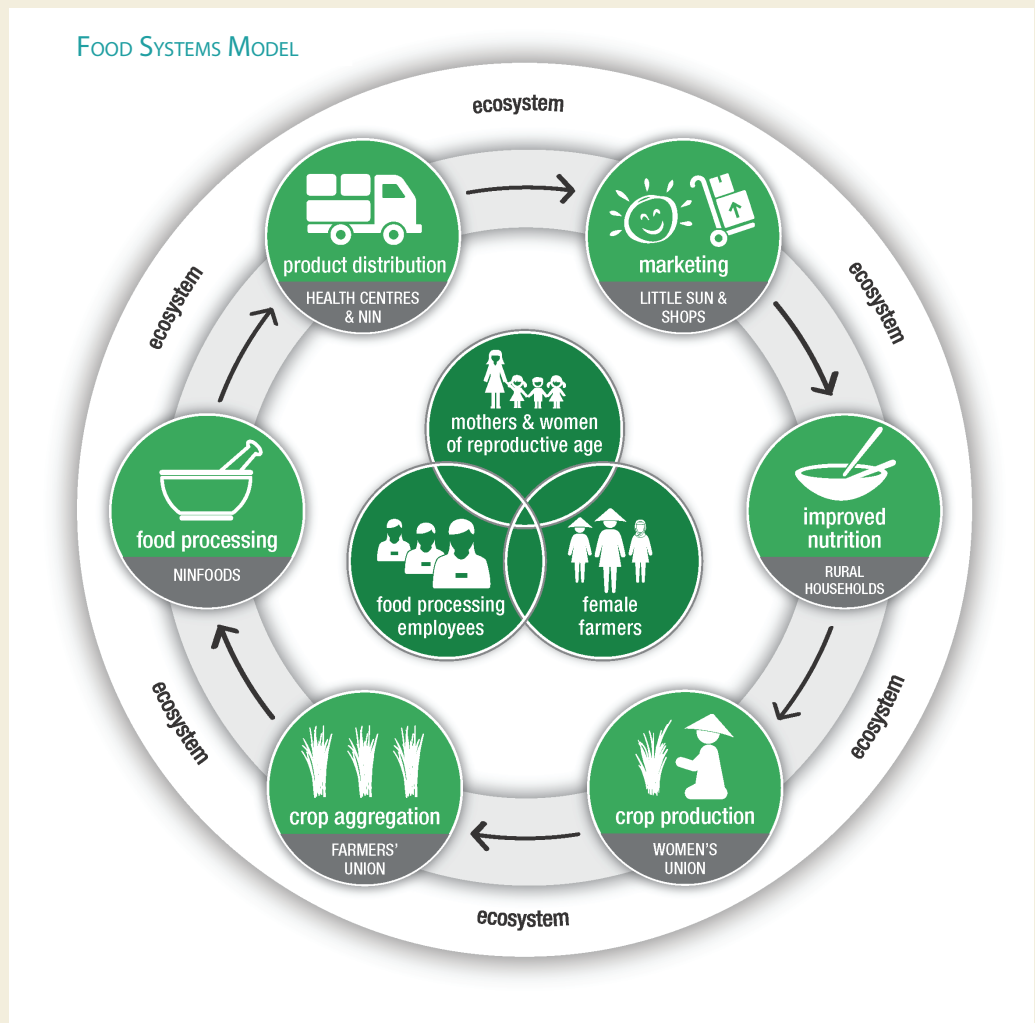 FOOD SYSTEMS MODEL
ecosystem
ecosystem
ecosystem
product distribution
HEALTH CENTRES
& NIN
marketing
LITTLE SUN &
SHOPS
mothers & women
of reproductive age
food processing
NINFOODS
improved
nutrition
RURAL
HOUSEHOLDS
food processing
employees
female
farmers
ecosystem
ecosystem
crop aggregation
FARMERS'
UNION
crop production
WOMEN'S
UNION
ecosystem